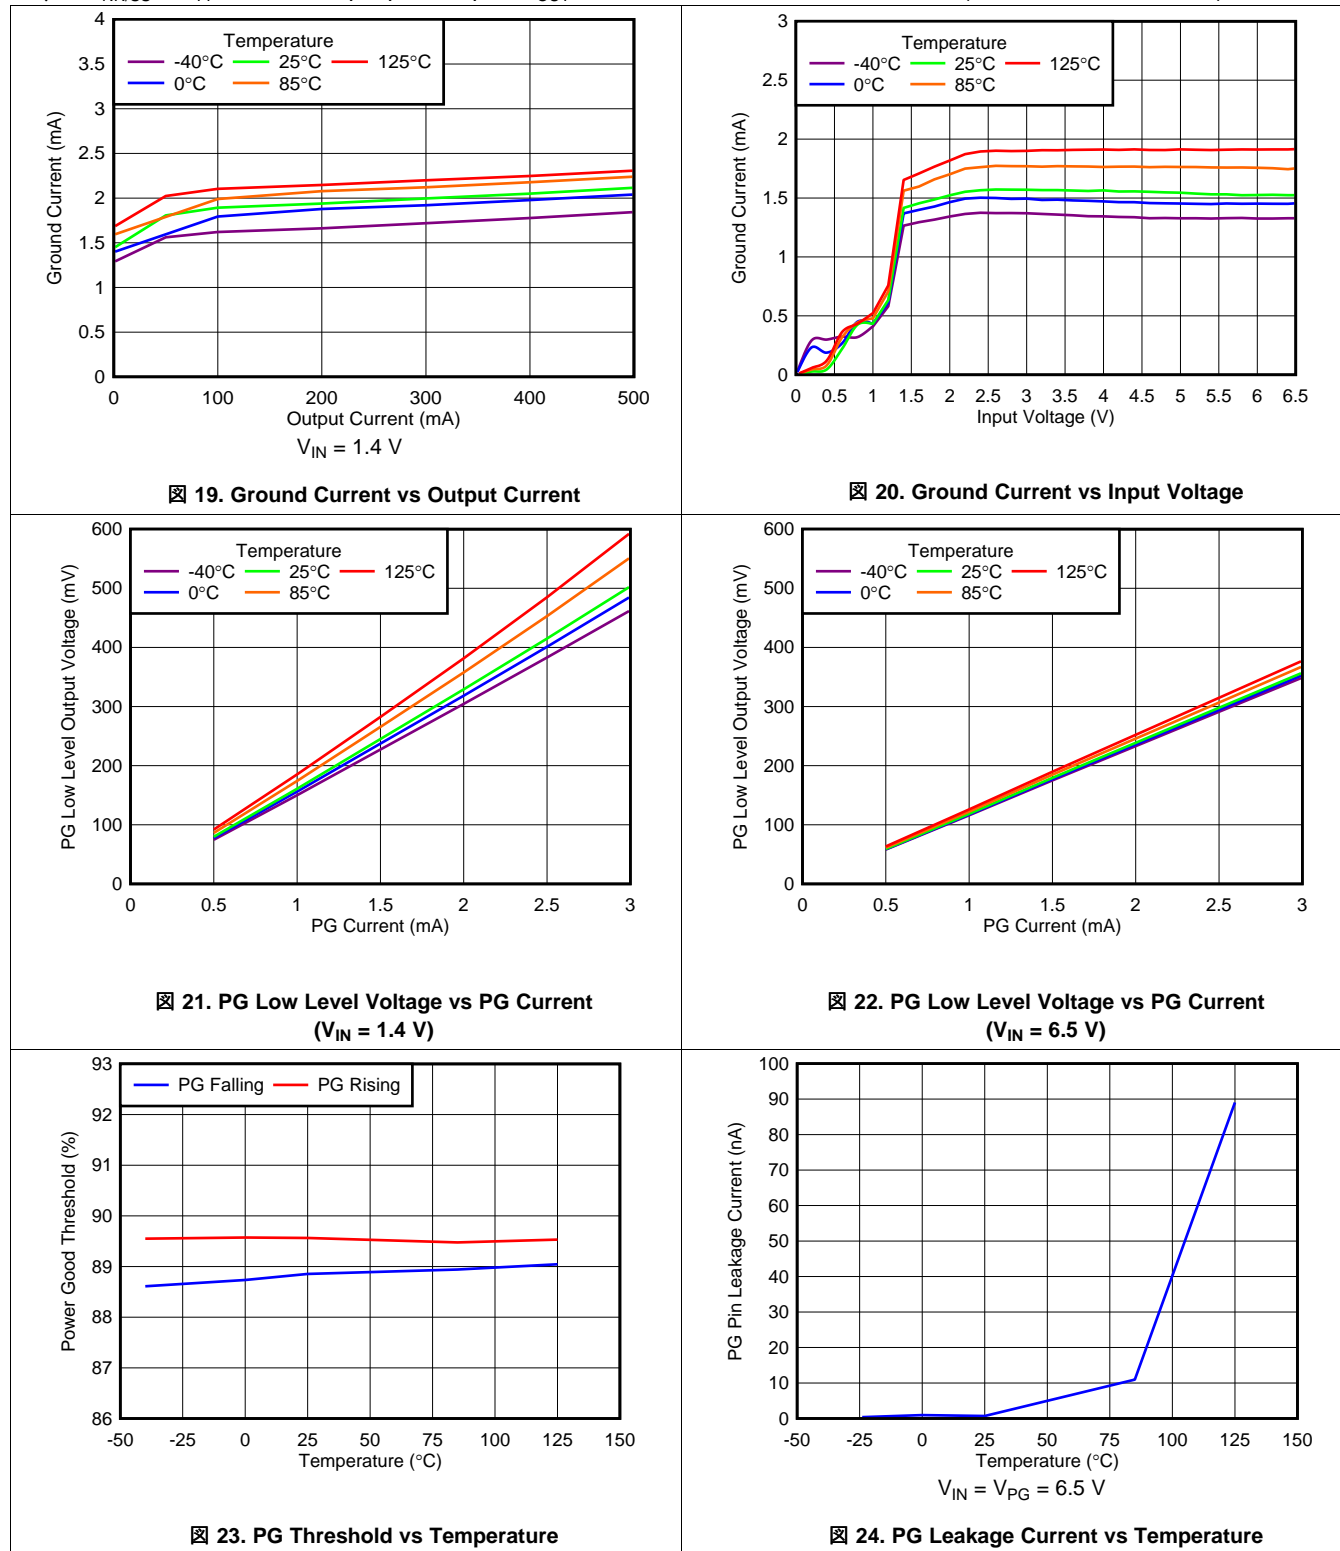 4
3.5
3
2.5
2
1.5
1
0.5
0
Ground Current (mA)
Temperature
-40°C
25°C
125°C
0°C
85°C
0 100 200 300 400 500
Output Current (mA)
V_IN = 1.4 V
図 19. Ground Current vs Output Current
3
2.5
2
1.5
1
0.5
0
Ground Current (mA)
Temperature
-40°C
25°C
125°C
0°C
85°C
0 0.5 1 1.5 2 2.5 3 3.5 4 4.5 5 5.5 6 6.5
Input Voltage (V)
図 20. Ground Current vs Input Voltage
600
500
400
300
200
100
0
PG Low Level Output Voltage (mV)
Temperature
-40°C
25°C
125°C
0°C
85°C
0 0.5 1 1.5 2 2.5 3
PG Current (mA)
図 21. PG Low Level Voltage vs PG Current
(V_IN = 1.4 V)
600
500
400
300
200
100
0
PG Low Level Output Voltage (mV)
Temperature
-40°C
25°C
125°C
0°C
85°C
0 0.5 1 1.5 2 2.5 3
PG Current (mA)
図 22. PG Low Level Voltage vs PG Current
(V_IN = 6.5 V)
93
92
91
90
89
88
87
86
Power Good Threshold (%)
PG Falling
PG Rising
-50 -25 0 25 50 75 100 125 150
Temperature (°C)
図 23. PG Threshold vs Temperature
100
90
80
70
60
50
40
30
20
10
0
PG Pin Leakage Current (nA)
-50 -25 0 25 50 75 100 125 150
Temperature (°C)
V_IN = V_PG = 6.5 V
図 24. PG Leakage Current vs Temperature